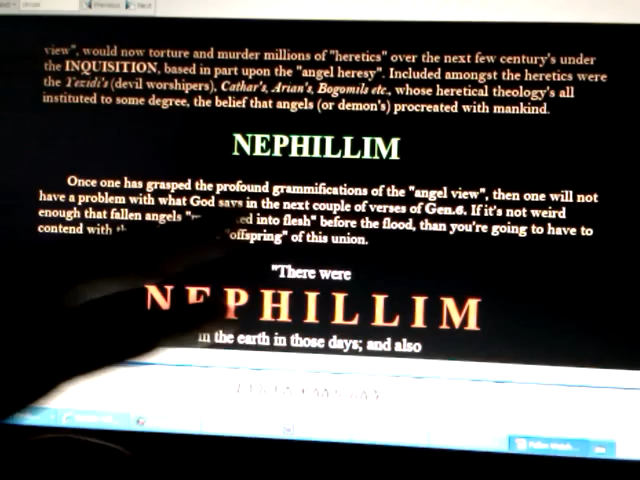 view", would now torture and murder millions of "heretics" over the next few century's under
the INQUISITION, based in part upon the "angel heresy". Included amongst the heretics were
the Yezidi's (devil worshipers), Cathar's, Arian's, Bogomils etc., whose heretical theology's all
instituted to some degree, the belief that angels (or demon's) procreated with mankind.
NEPHILLIM
Once one has grasped the profound grammifications of the "angel view", then one will not
have a problem with what God says in the next couple of verses of Gen.6. If it's not weird
enough that fallen angels into flesh" before the flood, than you're going to have to
contend with "offspring" of this union.
"There were
NEPHILLIM
in the earth in those days; and also